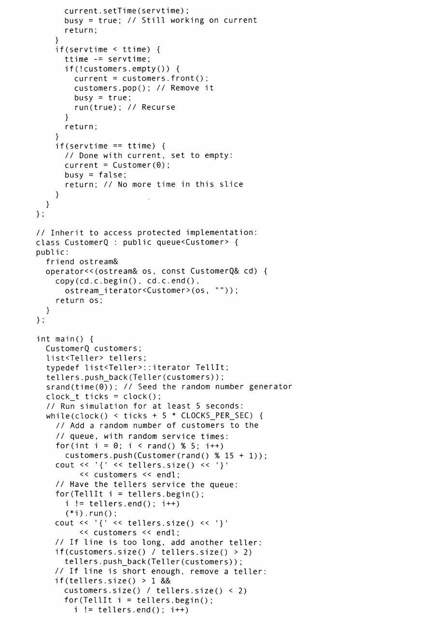 current.setTime(servtime);
busy = true; // Still working on current
return;
}
if(servtime < ttime) {
ttime -= servtime;
if(!customers.empty()) {
current = customers.front();
customers.pop(); // Remove it
busy = true;
run(true); // Recurse
}
return;
}
if(servtime == ttime) {
// Done with current, set to empty:
current = Customer(0);
busy = false;
return; // No more time in this slice
}
}
};
// Inherit to access protected implementation:
class CustomerQ : public queue<Customer> {
public:
friend ostream&
operator<<(ostream& os, const CustomerQ& cd) {
copy(cd.c.begin(), cd.c.end(),
ostream_iterator<Customer>(os, ""));
return os;
}
};
int main() {
CustomerQ customers;
list<Teller> tellers;
typedef list<Teller>::iterator TellIt;
tellers.push_back(Teller(customers));
srand(time(0)); // Seed the random number generator
clock_t ticks = clock();
// Run simulation for at least 5 seconds:
while(clock() < ticks + 5 * CLOCKS_PER_SEC) {
// Add a random number of customers to the
// queue, with random service times:
for(int i = 0; i < rand() % 5; i++)
customers.push(Customer(rand() % 15 + 1));
cout << '{' << tellers.size() << '}'
<< customers << endl;
// Have the tellers service the queue:
for(TellIt i = tellers.begin();
i != tellers.end(); i++)
(*i).run();
cout << '{' << tellers.size() << '}'
<< customers << endl;
// If line is too long, add another teller:
if(customers.size() / tellers.size() > 2)
tellers.push_back(Teller(customers));
// If line is short enough, remove a teller:
if(tellers.size() > 1 &&
customers.size() / tellers.size() < 2)
for(TellIt i = tellers.begin();
i != tellers.end(); i++)